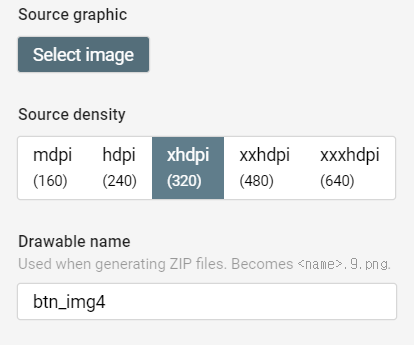 Source graphic
Select image
Source density
mdpi hdpi xhdpi xxhdpi xxxhdpi
(160) (240) (320) (480) (640)
Drawable name
Used when generating ZIP files. Becomes <name>.9.png.
btn_img4